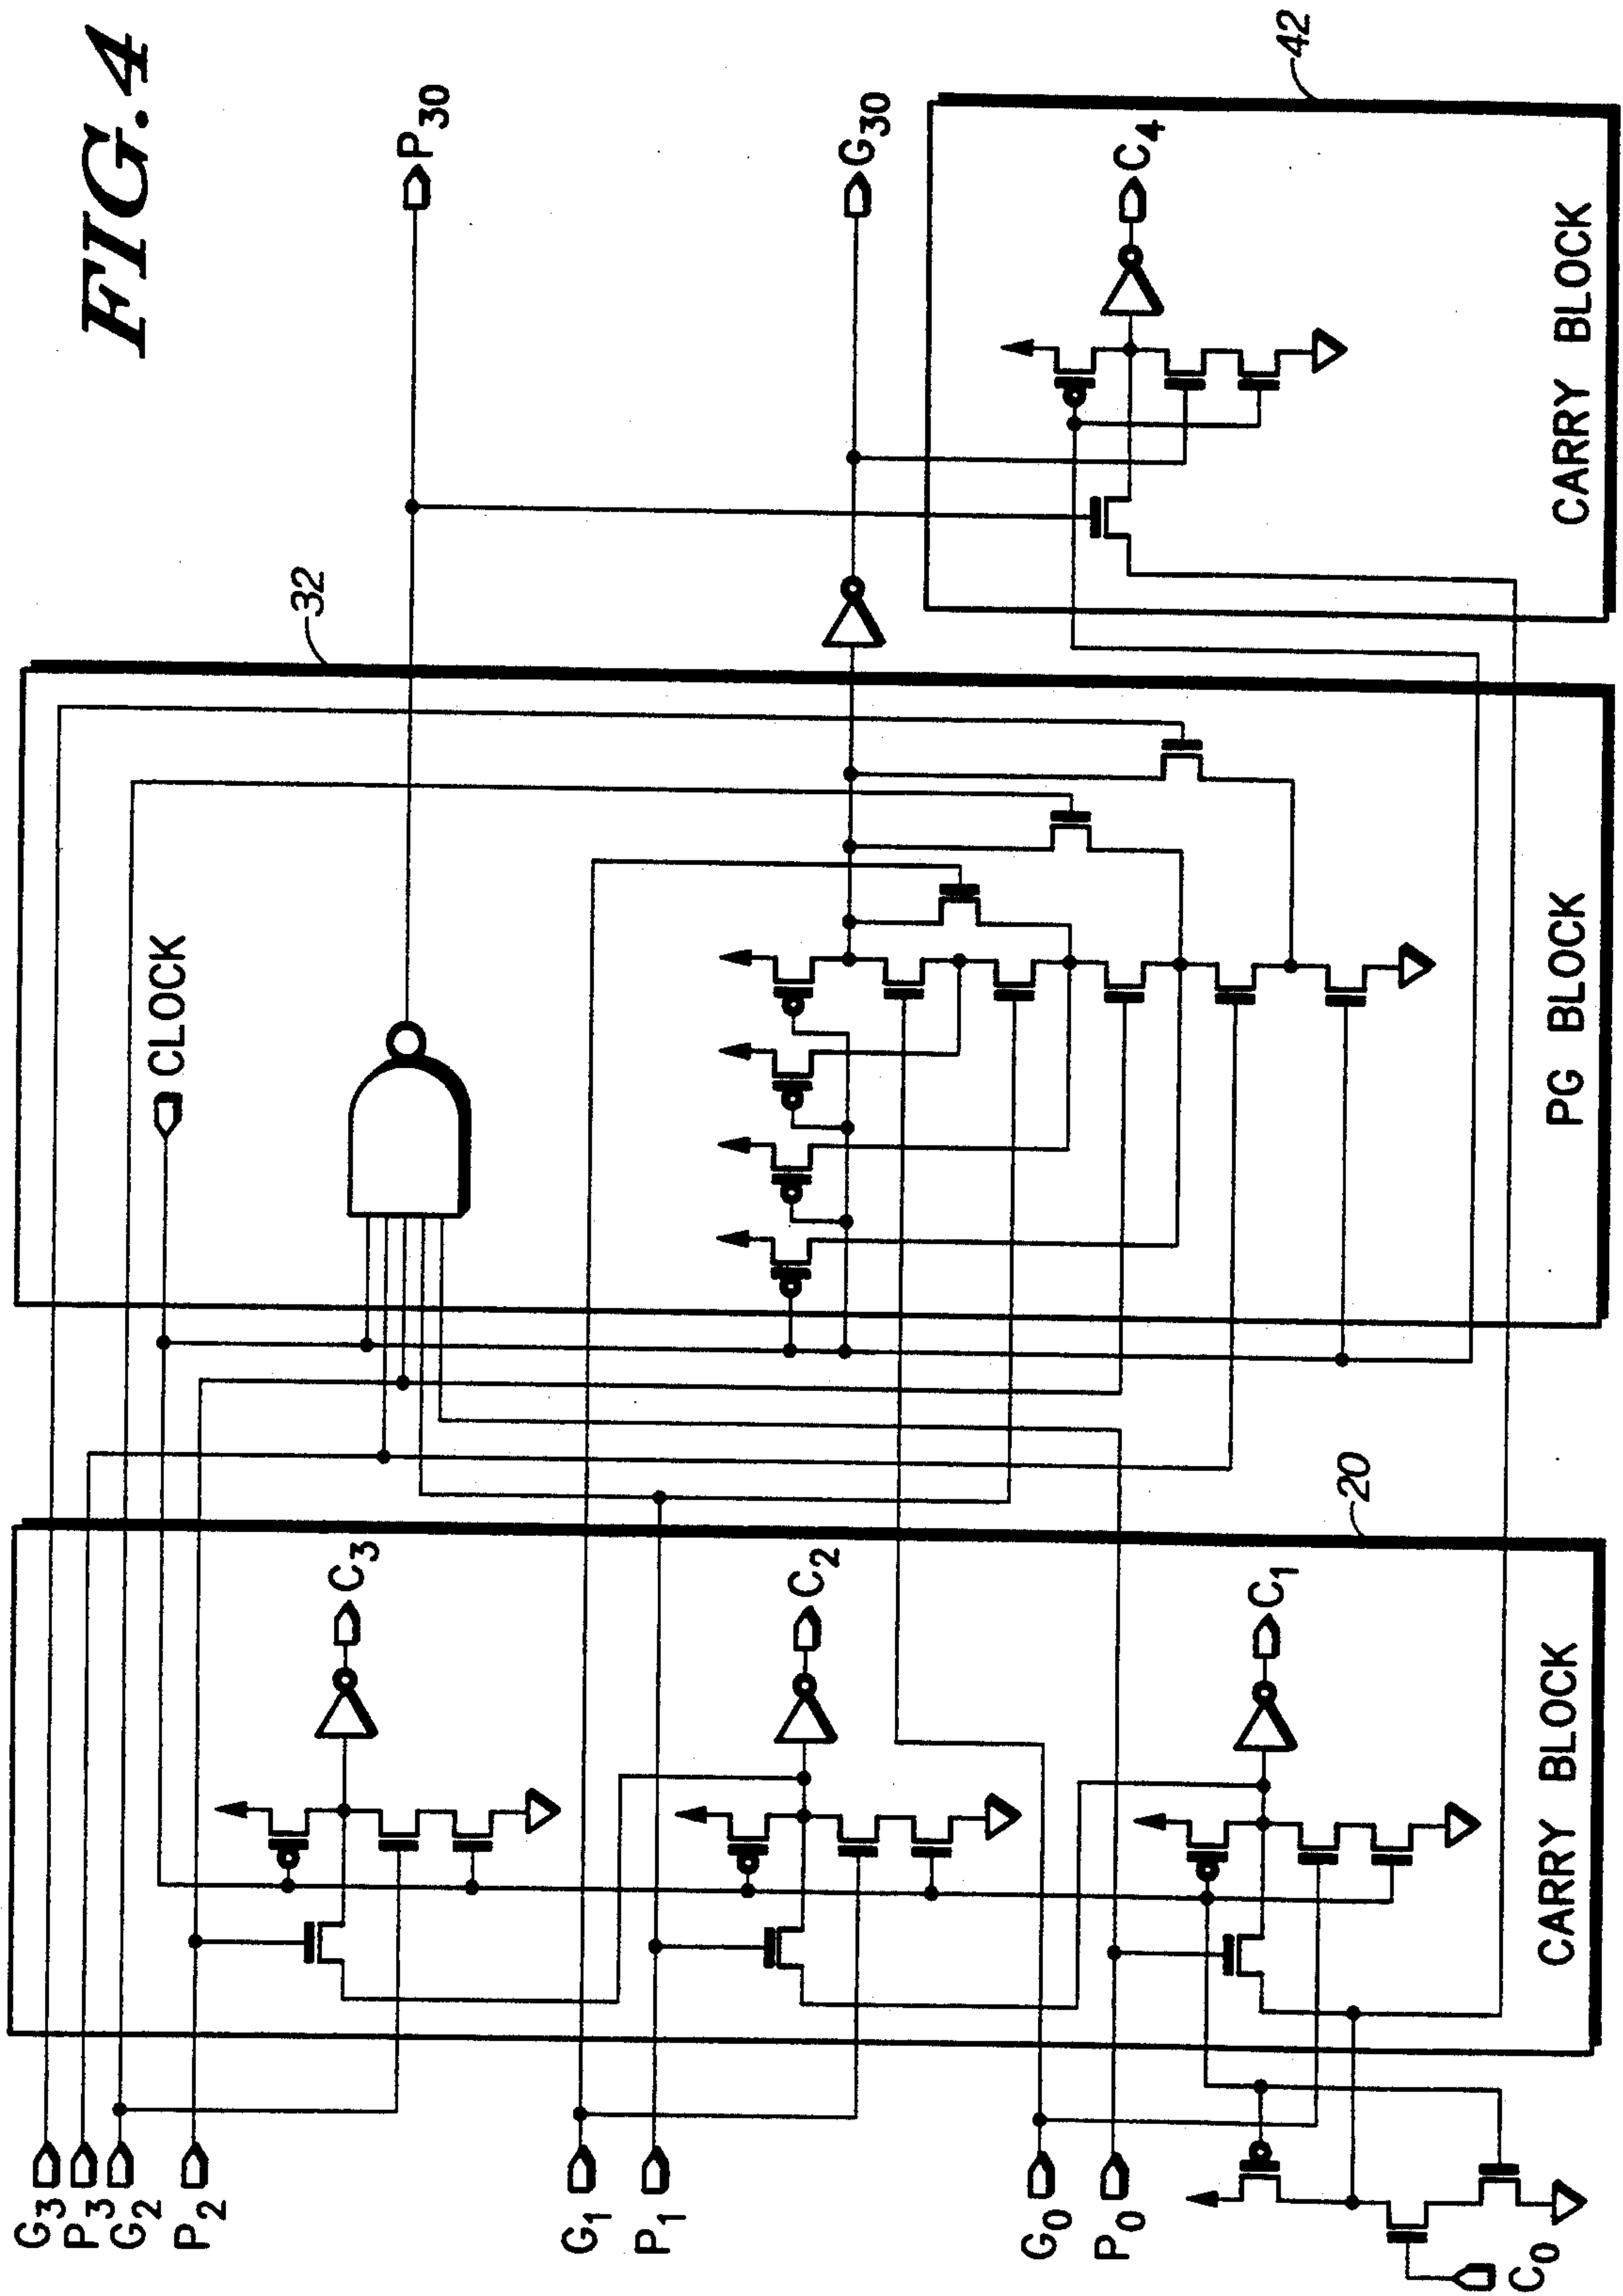 FIG.4
G3
P3
G2
P2
G1
P1
G0
P0
C0
C3
C2
C1
20
CARRY BLOCK
CLOCK
32
PG BLOCK
P30
G30
C4
42
CARRY BLOCK